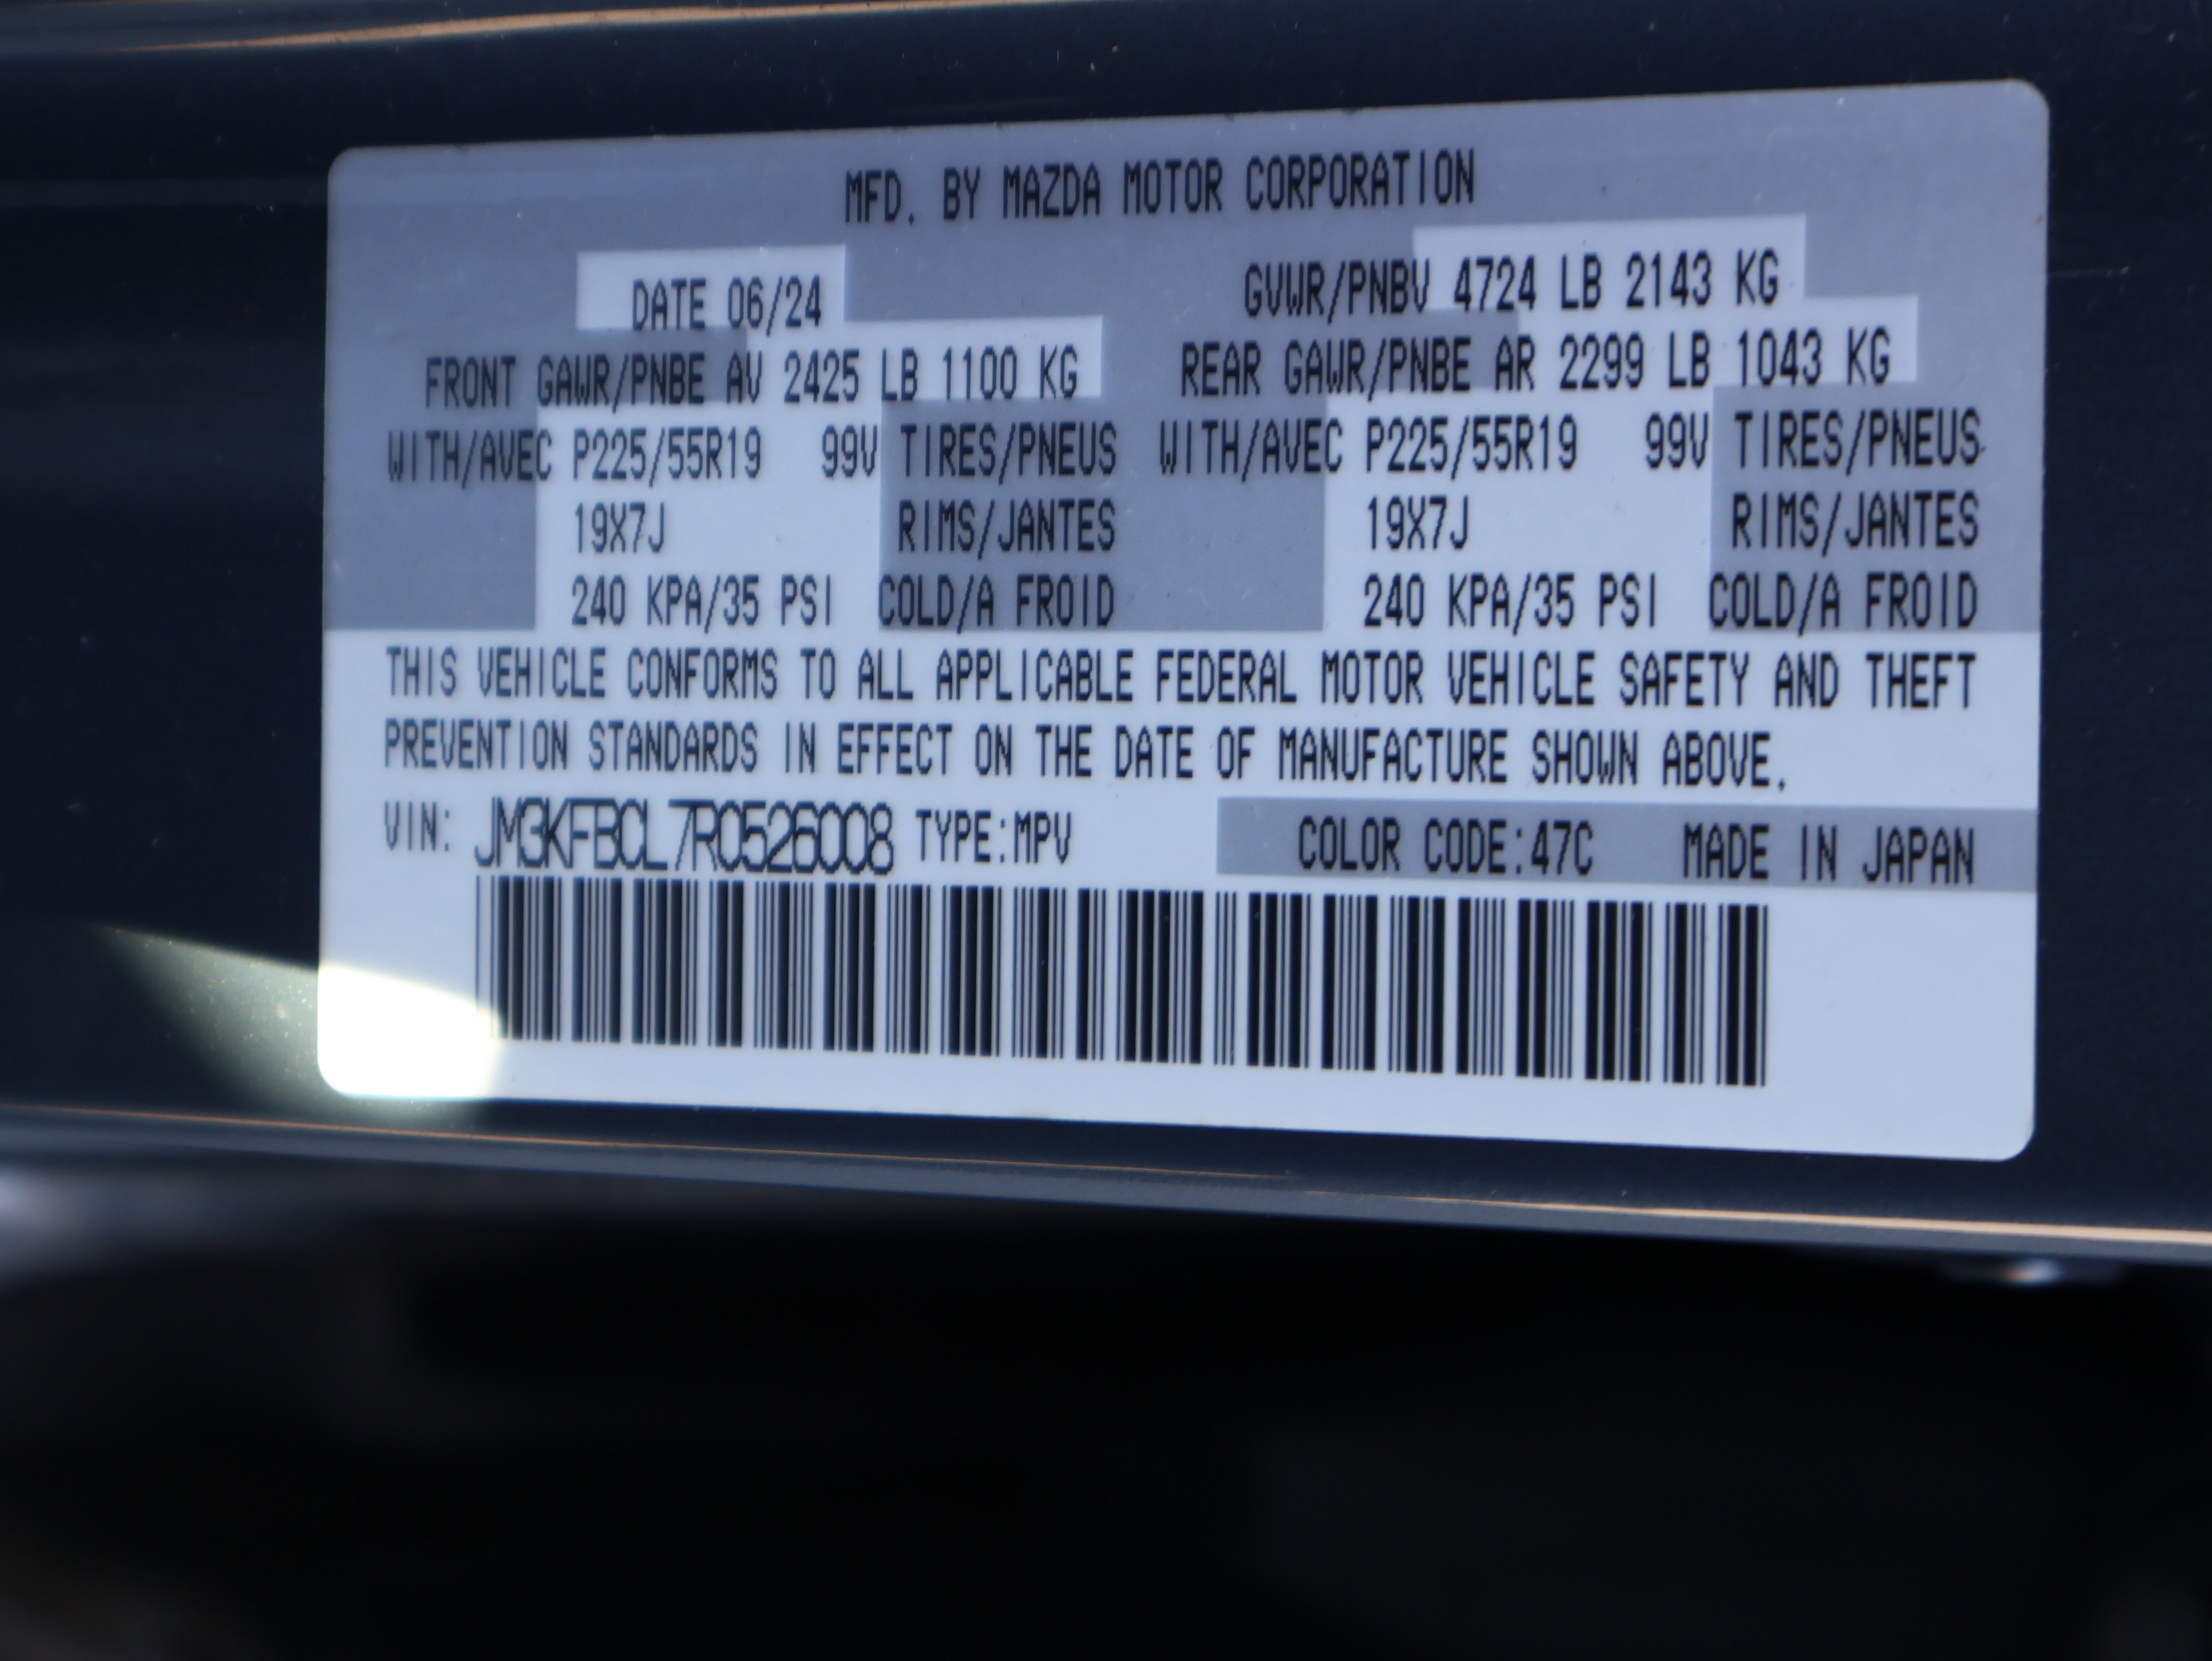 MFD. BY MAZDA MOTOR CORPORATION
DATE 06/24 GVWR/PNBV 4724 LB 2143 KG
FRONT GAWR/PNBE AV 2425 LB 1100 KG REAR GAWR/PNBE AR 2299 LB 1043 KG
WITH/AVEC P225/55R19 99V TIRES/PNEUS WITH/AVEC P225/55R19 99V TIRES/PNEUS
19X7J RIMS/JANTES 19X7J RIMS/JANTES
240 KPA/35 PSI COLD/A FROID 240 KPA/35 PSI COLD/A FROID
THIS VEHICLE CONFORMS TO ALL APPLICABLE FEDERAL MOTOR VEHICLE SAFETY AND THEFT
PREVENTION STANDARDS IN EFFECT ON THE DATE OF MANUFACTURE SHOWN ABOVE.
VIN: JM3KFBCL7R0526008 TYPE:MPV COLOR CODE:47C MADE IN JAPAN